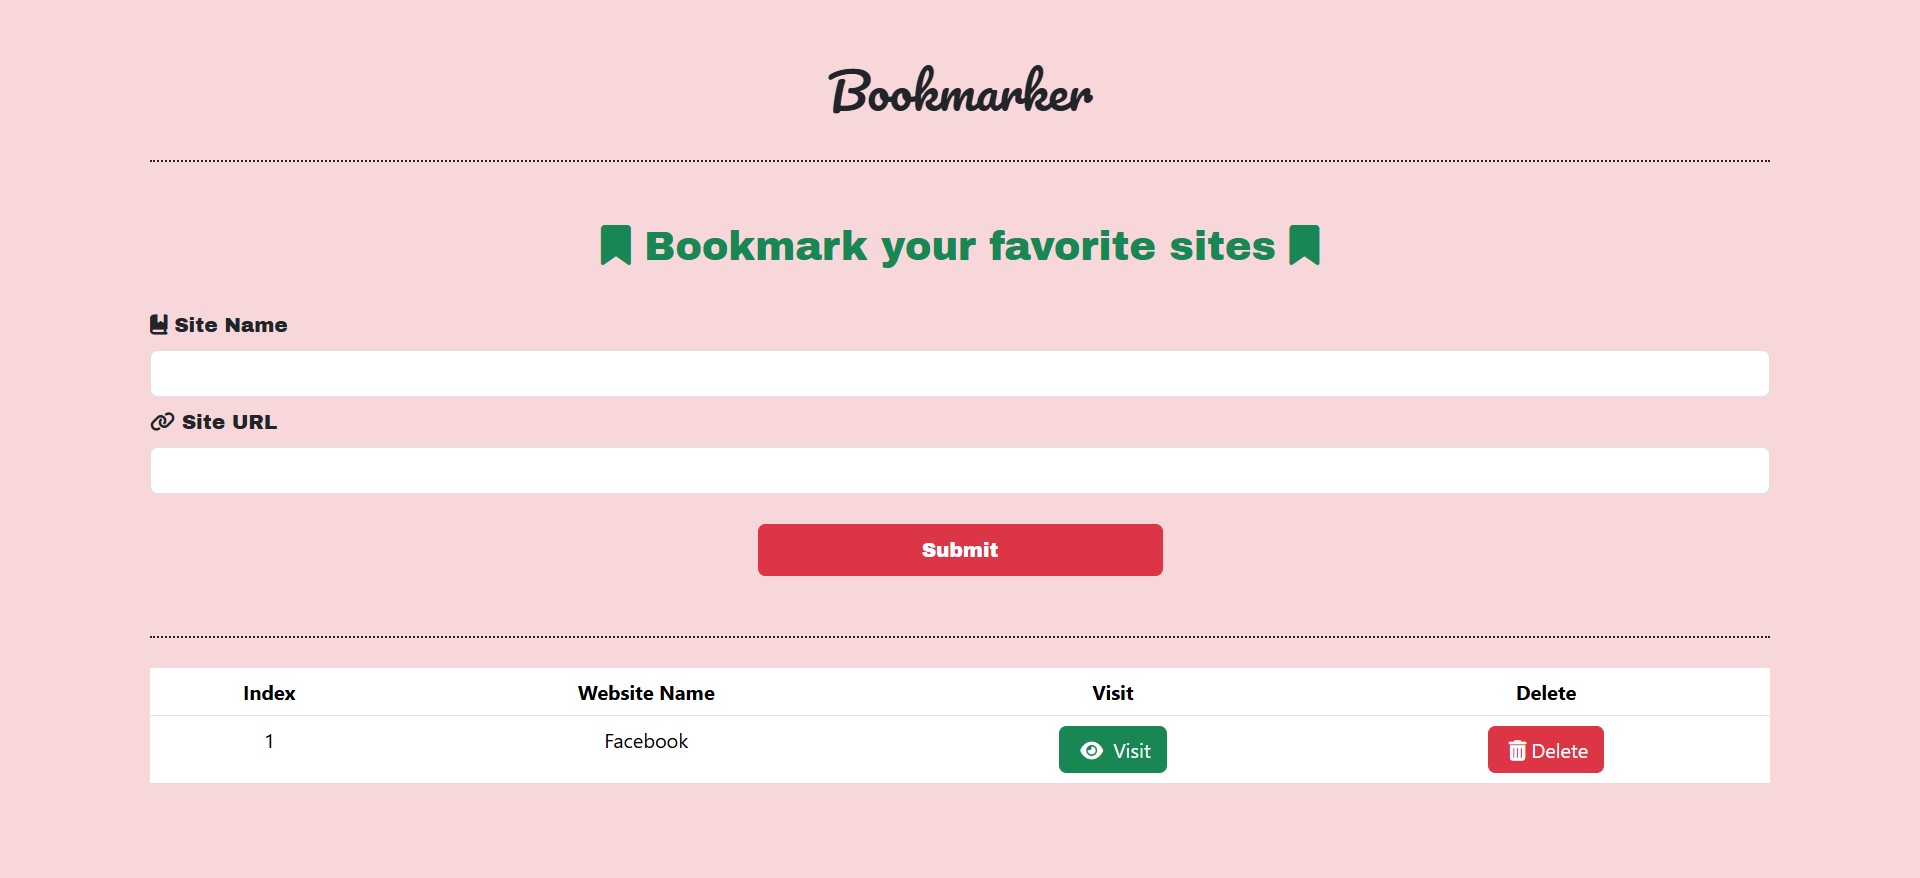 Bookmarker
Bookmark your favorite sites
Site Name
Site URL
Submit
Index Website Name Visit Delete
1 Facebook Visit Delete